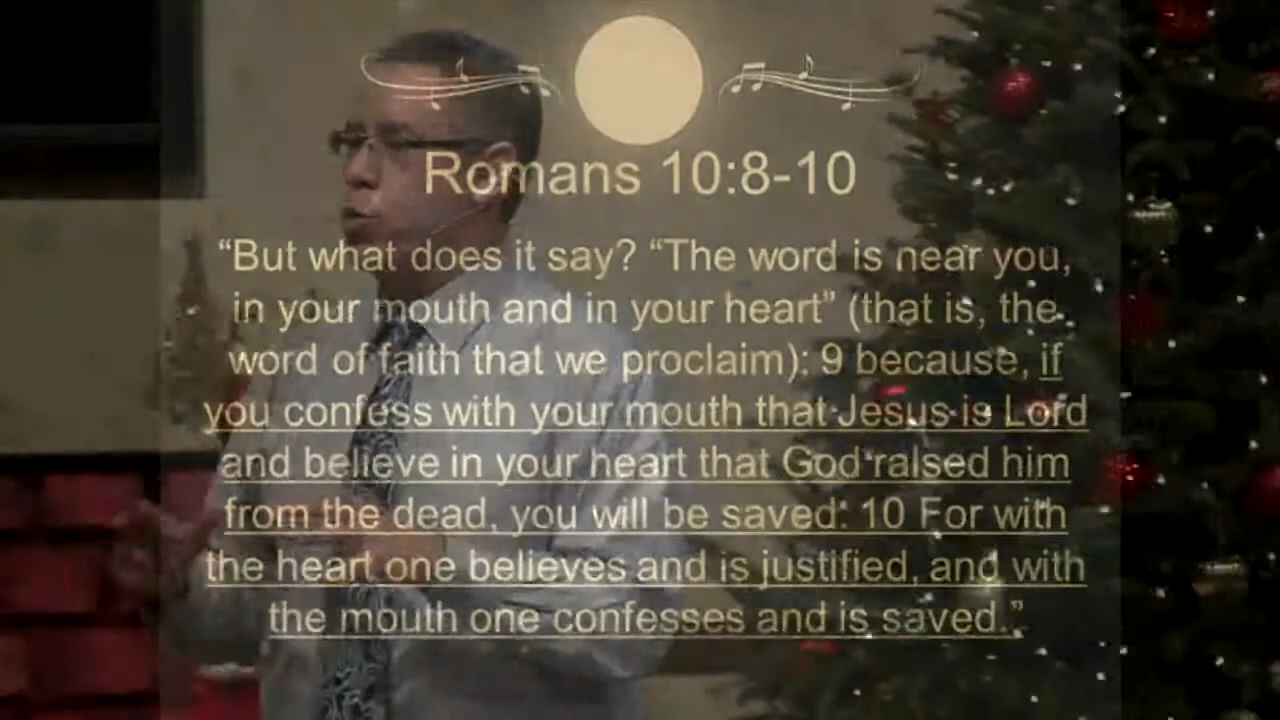 Romans 10:8-10
“But what does it say? “The word is near you,
in your mouth and in your heart” (that is, the
word of faith that we proclaim); 9 because, if
you confess with your mouth that Jesus is Lord
and believe in your heart that God raised him
from the dead, you will be saved. 10 For with
the heart one believes and is justified, and with
the mouth one confesses and is saved.”